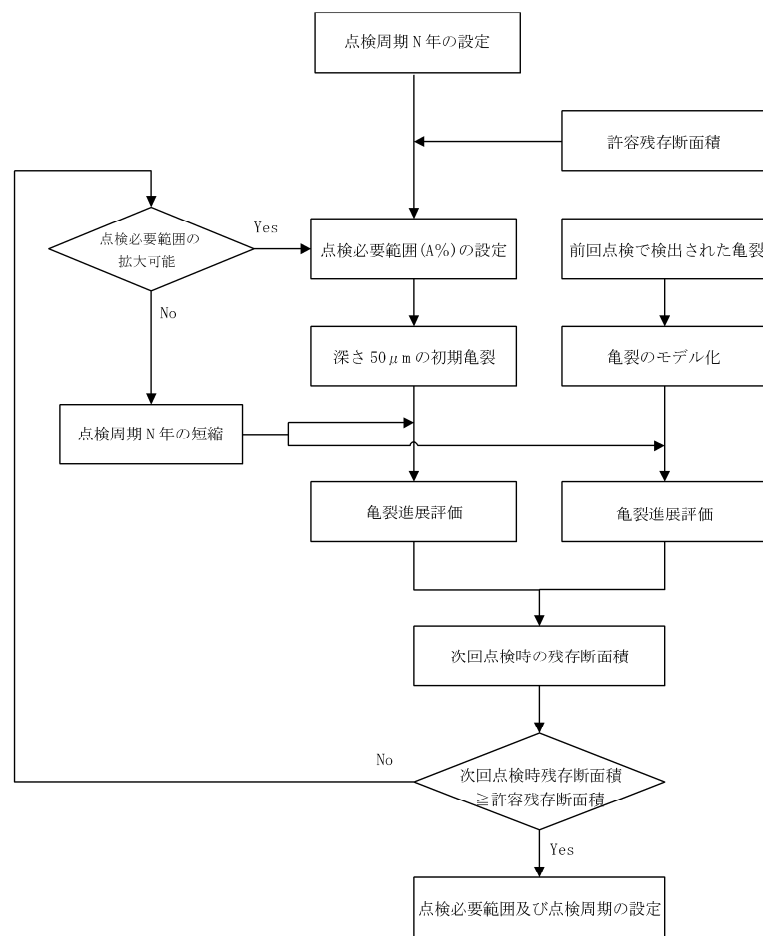 点検周期N年の設定
許容残存断面積
点検必要範囲の
拡大可能
Yes
点検必要範囲(A%)の設定
前回点検で検出された亀裂
No
深さ50μmの初期亀裂
亀裂のモデル化
点検周期N年の短縮
亀裂進展評価
亀裂進展評価
次回点検時の残存断面積
No
次回点検時残存断面積
≧許容残存断面積
Yes
点検必要範囲及び点検周期の設定